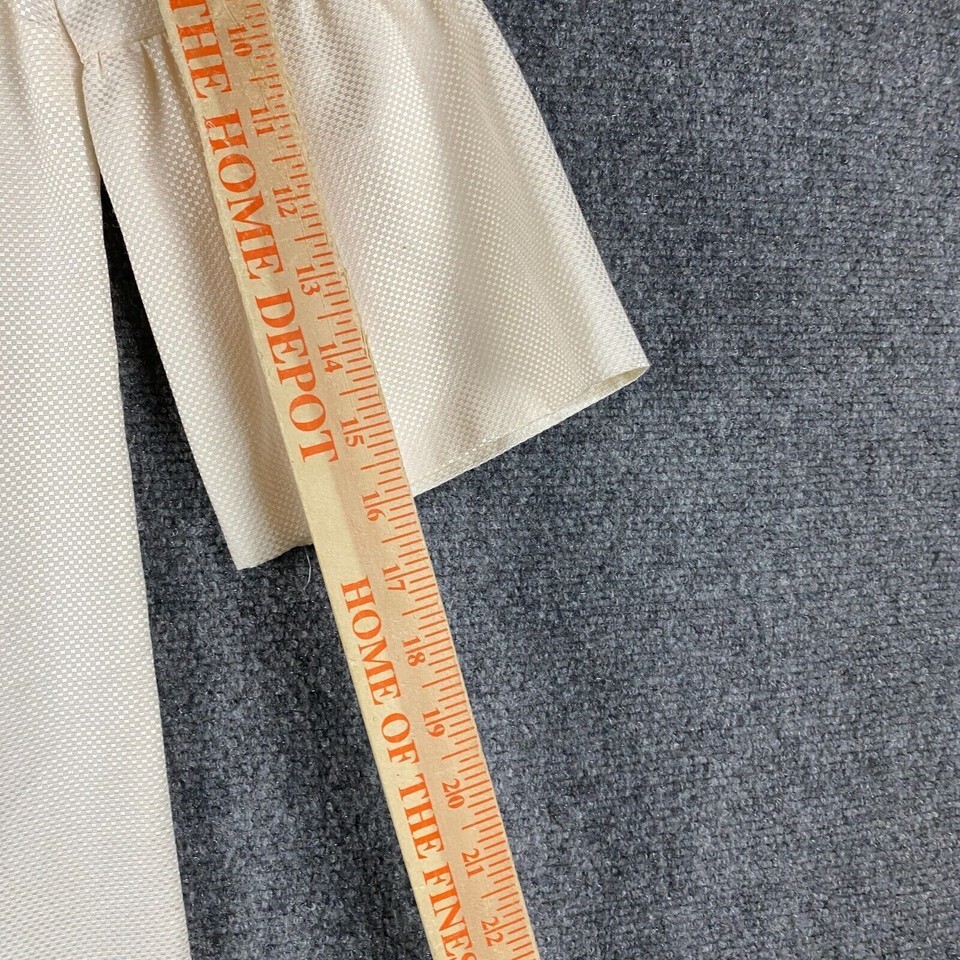 THE HOME DEPOT
HOME OF THE FINES
10 11 12 13 14 15 16 17 18 19 20 21 22